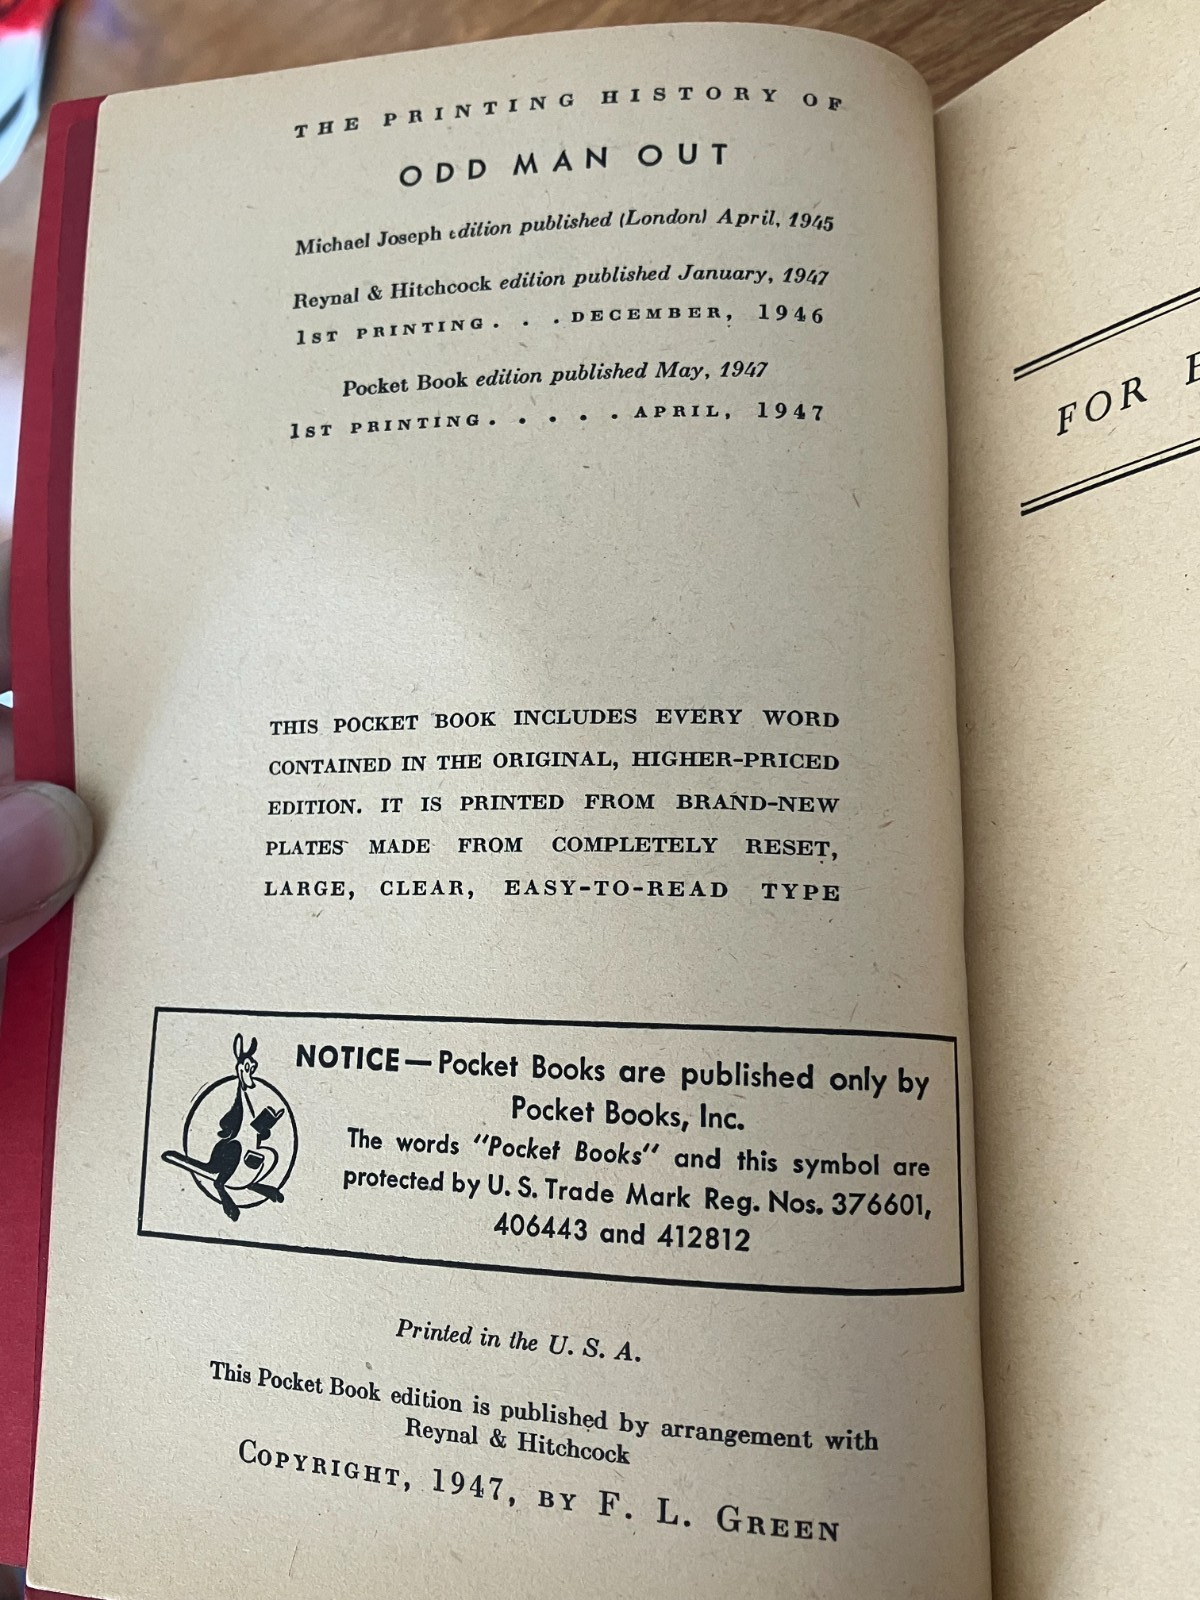 THE PRINTING HISTORY OF
ODD MAN OUT
Michael Joseph edition published (London) April, 1945
Reynal & Hitchcock edition published January, 1947
1ST PRINTING. . . DECEMBER, 1946
Pocket Book edition published May, 1947
1ST PRINTING. . . . . APRIL, 1947
THIS POCKET BOOK INCLUDES EVERY WORD
CONTAINED IN THE ORIGINAL, HIGHER-PRICED
EDITION. IT IS PRINTED FROM BRAND-NEW
PLATES MADE FROM COMPLETELY RESET,
LARGE, CLEAR, EASY-TO-READ TYPE
NOTICE—Pocket Books are published only by
Pocket Books, Inc.
The words "Pocket Books" and this symbol are
protected by U. S. Trade Mark Reg. Nos. 376601,
406443 and 412812
Printed in the U. S. A.
This Pocket Book edition is published by arrangement with
Reynal & Hitchcock
COPYRIGHT, 1947, BY F. L. GREEN
FOR